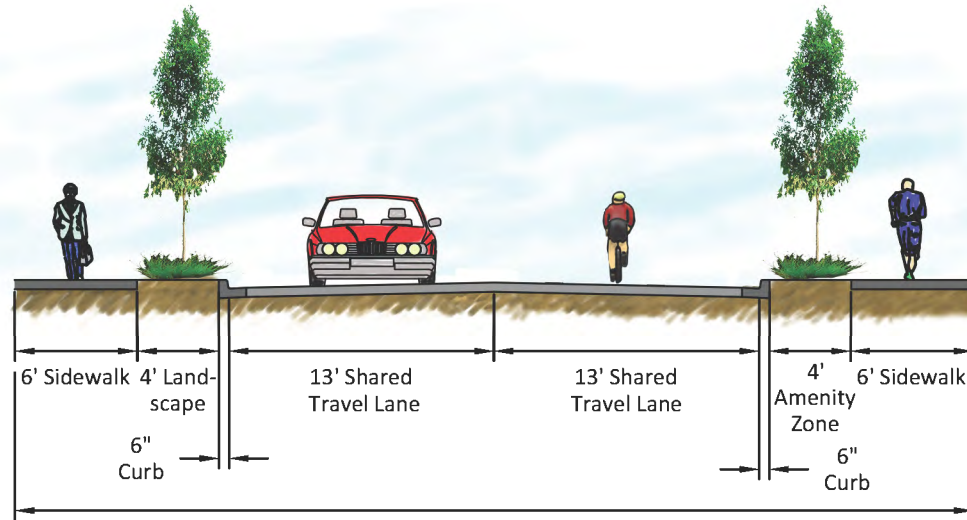 6' Sidewalk
4' Land-
scape
13' Shared
Travel Lane
13' Shared
Travel Lane
4'
Amenity
Zone
6' Sidewalk
6"
Curb
6"
Curb